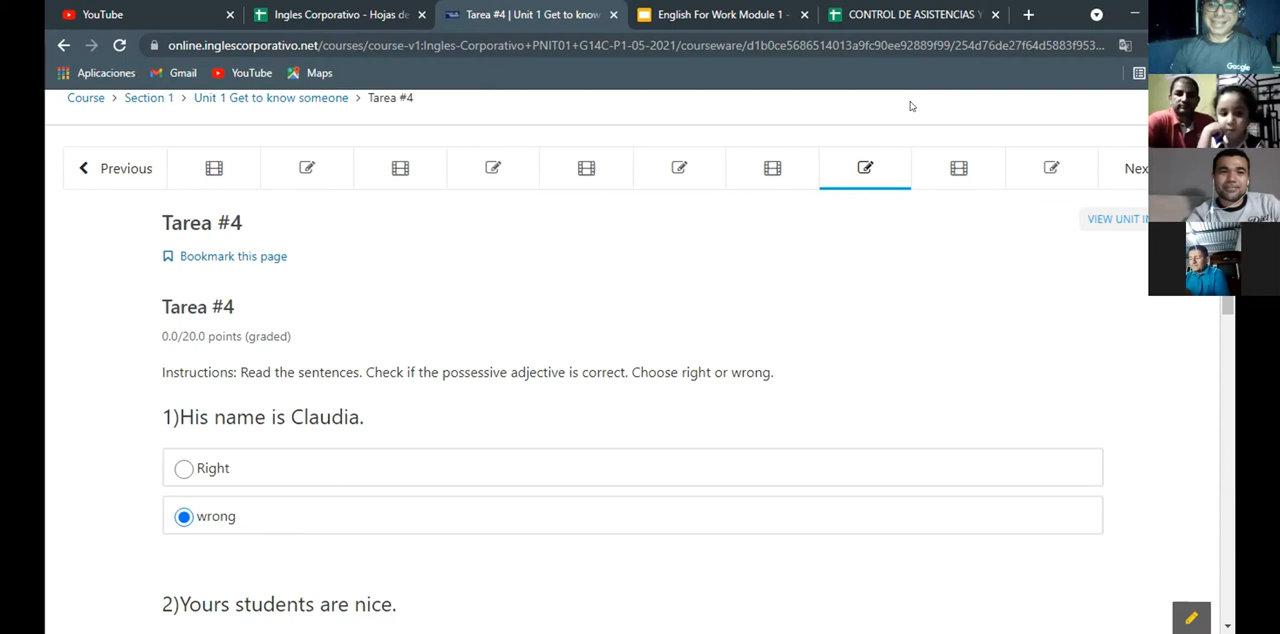 YouTube
Ingles Corporativo - Hojas de
Tarea #4 | Unit 1 Get to know
English For Work Module 1 -
CONTROL DE ASISTENCIAS Y
online.inglescorporativo.net/courses/course-v1:Ingles-Corporativo+PNIT01+G14C-P1-05-2021/courseware/d1b0ce5686514013a9fc90ee92889f99/254d76de27f64d5883f953...
Aplicaciones
Gmail
YouTube
Maps
Google
Course > Section 1 > Unit 1 Get to know someone > Tarea #4
Previous
Nex
Tarea #4
VIEW UNIT IN
Bookmark this page
Tarea #4
0.0/20.0 points (graded)
Instructions: Read the sentences. Check if the possessive adjective is correct. Choose right or wrong.
1)His name is Claudia.
Right
wrong
2)Yours students are nice.